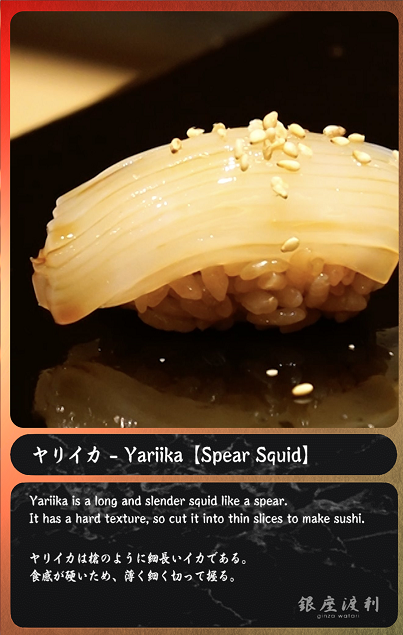 ヤリイカ – Yariika【Spear Squid】
Yariika is a long and slender squid like a spear.
It has a hard texture, so cut it into thin slices to make sushi.
ヤリイカは槍のように細長いイカである。
食感が硬いため、薄く細く切って握る。
銀座渡利
ginza watari